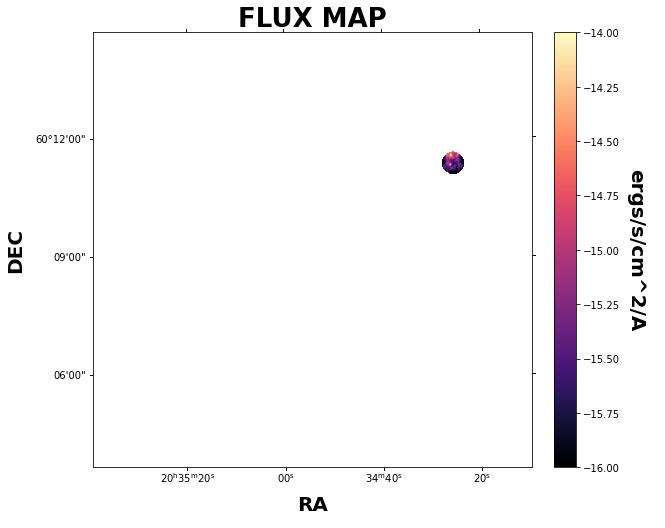 FLUX MAP
60°12'00"
09'00"
06'00"
DEC
20ʰ35ᵐ20ˢ
00ˢ
34ᵐ40ˢ
20ˢ
RA
−14.00
−14.25
−14.50
−14.75
−15.00
−15.25
−15.50
−15.75
−16.00
ergs/s/cm^2/A